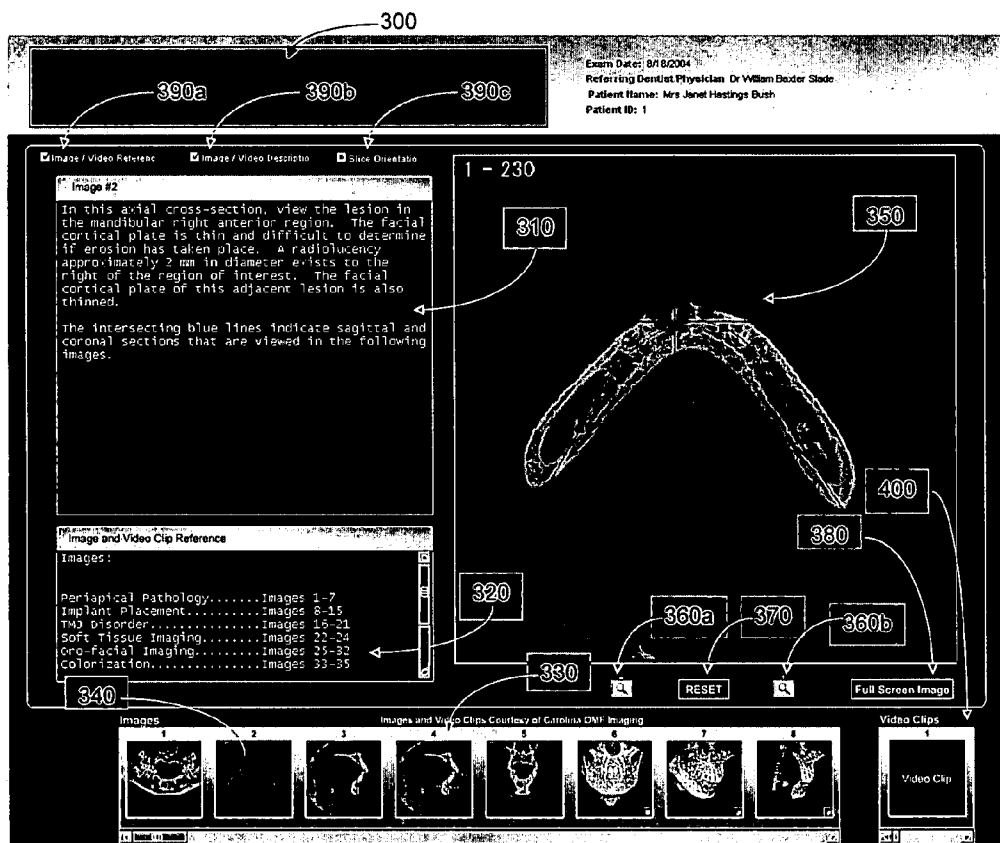 300
390a
390b
390c
Exam Date: 8/18/2004
Referring Dentist/Physician Dr William Baxter Slade
Patient Name: Mrs Janet Hastings Bush
Patient ID: 1
Image / Video Referenc
Image / Video Descriptio
Slice Orientatio
Image #2
In this axial cross-section, view the lesion in
the mandibular right anterior region. The facial
cortical plate is thin and difficult to determine
if erosion has taken place. A radiolucency
approximately 2 mm in diameter exists to the
right of the region of interest. The facial
cortical plate of this adjacent lesion is also
thinned.
The intersecting blue lines indicate sagittal and
coronal sections that are viewed in the following
images.
310
1 - 230
350
400
380
Image and Video Clip Reference
Images:
Periapical Pathology.......Images 1-7
Implant Placement..........Images 8-15
TMJ Disorder...............Images 16-21
Soft Tissue Imaging........Images 22-24
Oro-facial Imaging.........Images 25-32
Colorization...............Images 33-35
320
360a
370
360b
330
340
RESET
Full Screen Image
Images
Images and Video Clips Courtesy of Carolina OMF Imaging
Video Clips
1 2 3 4 5 6 7 8
1
Video Clip